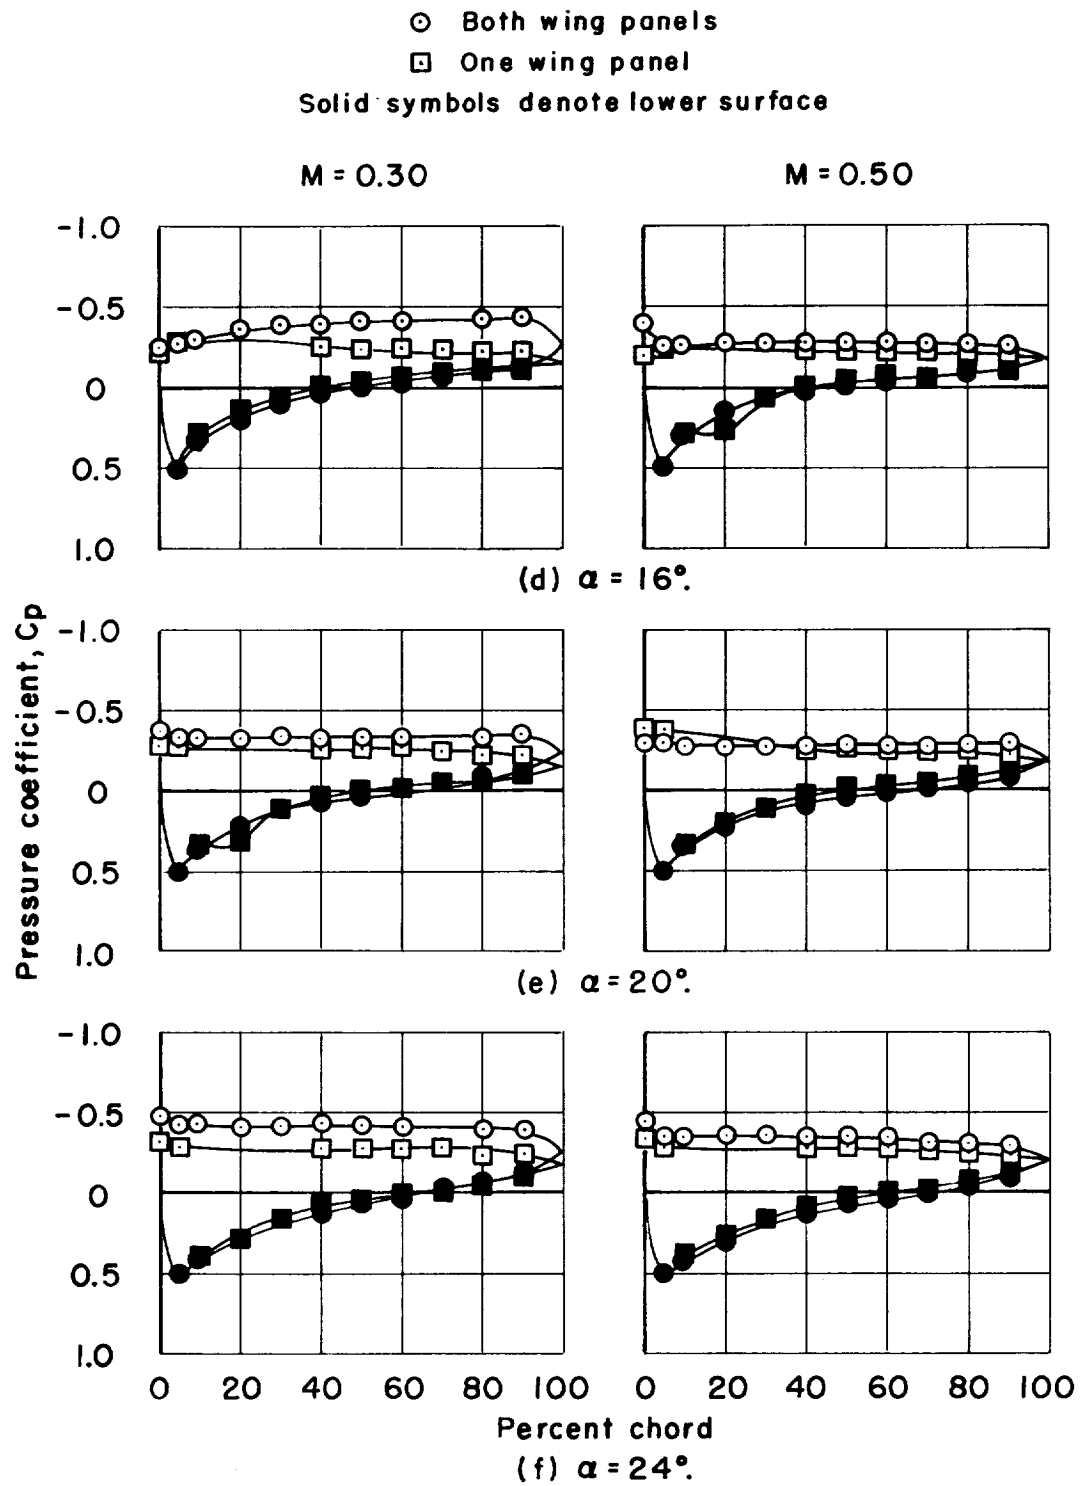 ⊙ Both wing panels
⊡ One wing panel
Solid symbols denote lower surface
M = 0.30 M = 0.50
-1.0
-0.5
0
0.5
1.0
(d) α = 16°.
Pressure coefficient, Cp
-1.0
-0.5
0
0.5
1.0
(e) α = 20°.
-1.0
-0.5
0
0.5
1.0
0 20 40 60 80 100 0 20 40 60 80 100
Percent chord
(f) α = 24°.